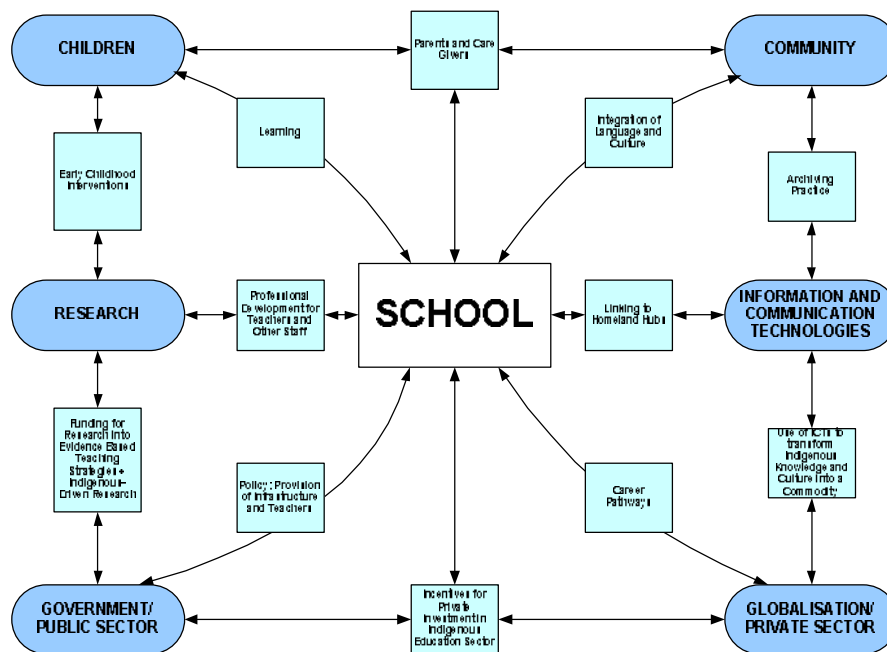 CHILDREN
Parents and Care
Givers
COMMUNITY
Learning
Integration of
Language and
Culture
Early Childhood
Interventions
Archiving
Practice
RESEARCH
Professional
Development for
Teachers and
Other Staff
SCHOOL
Linking to
Homeland Hubs
INFORMATION AND
COMMUNICATION
TECHNOLOGIES
Funding for
Research into
Evidence Based
Teaching
Strategies +
Indigenous-
Driven Research
Policy; Provision
of Infrastructure
and Teachers
Career
Pathways
Use of ICTs to
transform
Indigenous
Knowledge and
Culture into a
Commodity
GOVERNMENT/
PUBLIC SECTOR
Incentives for
Private
Investment in
Indigenous
Education Sector
GLOBALISATION/
PRIVATE SECTOR